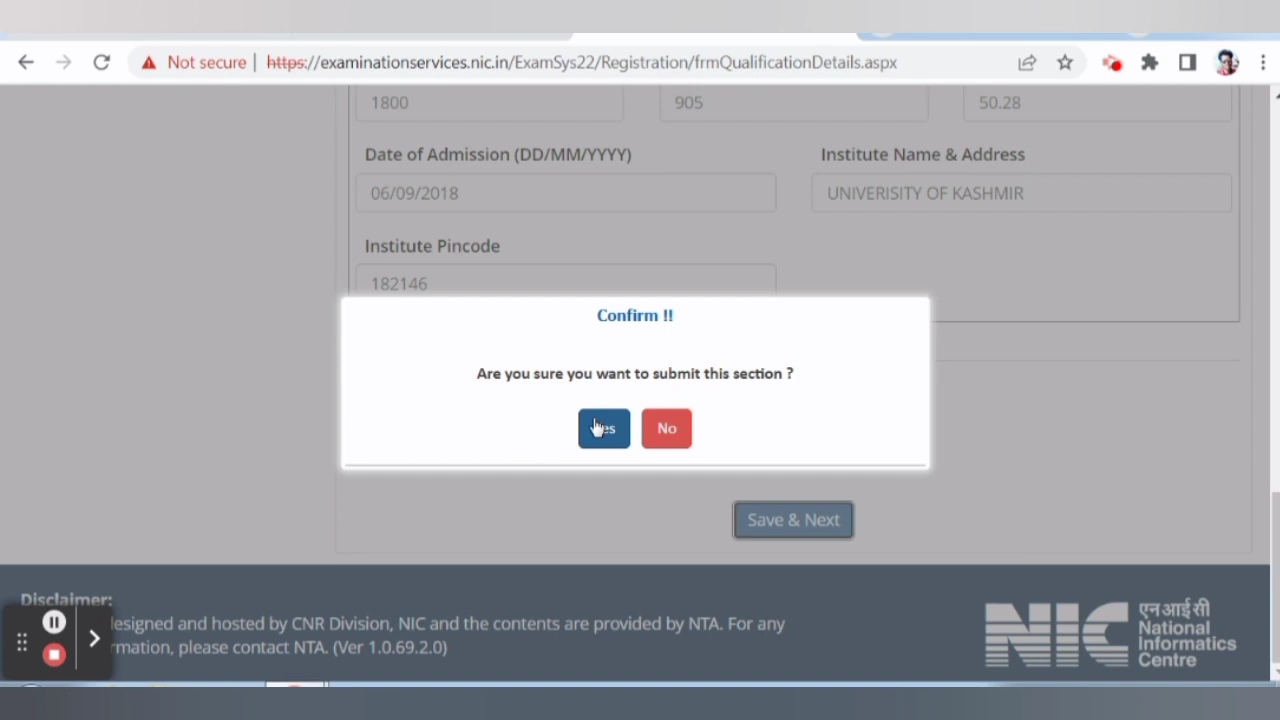 Not secure | https://examinationservices.nic.in/ExamSys22/Registration/frmQualificationDetails.aspx
1800 905 50.28
Date of Admission (DD/MM/YYYY) Institute Name & Address
06/09/2018 UNIVERISITY OF KASHMIR
Institute Pincode
182146
Confirm !!
Are you sure you want to submit this section ?
Yes No
Save & Next
Disclaimer:
esigned and hosted by CNR Division, NIC and the contents are provided by NTA. For any
rmation, please contact NTA. (Ver 1.0.69.2.0)
NIC
एन आई सी
National
Informatics
Centre